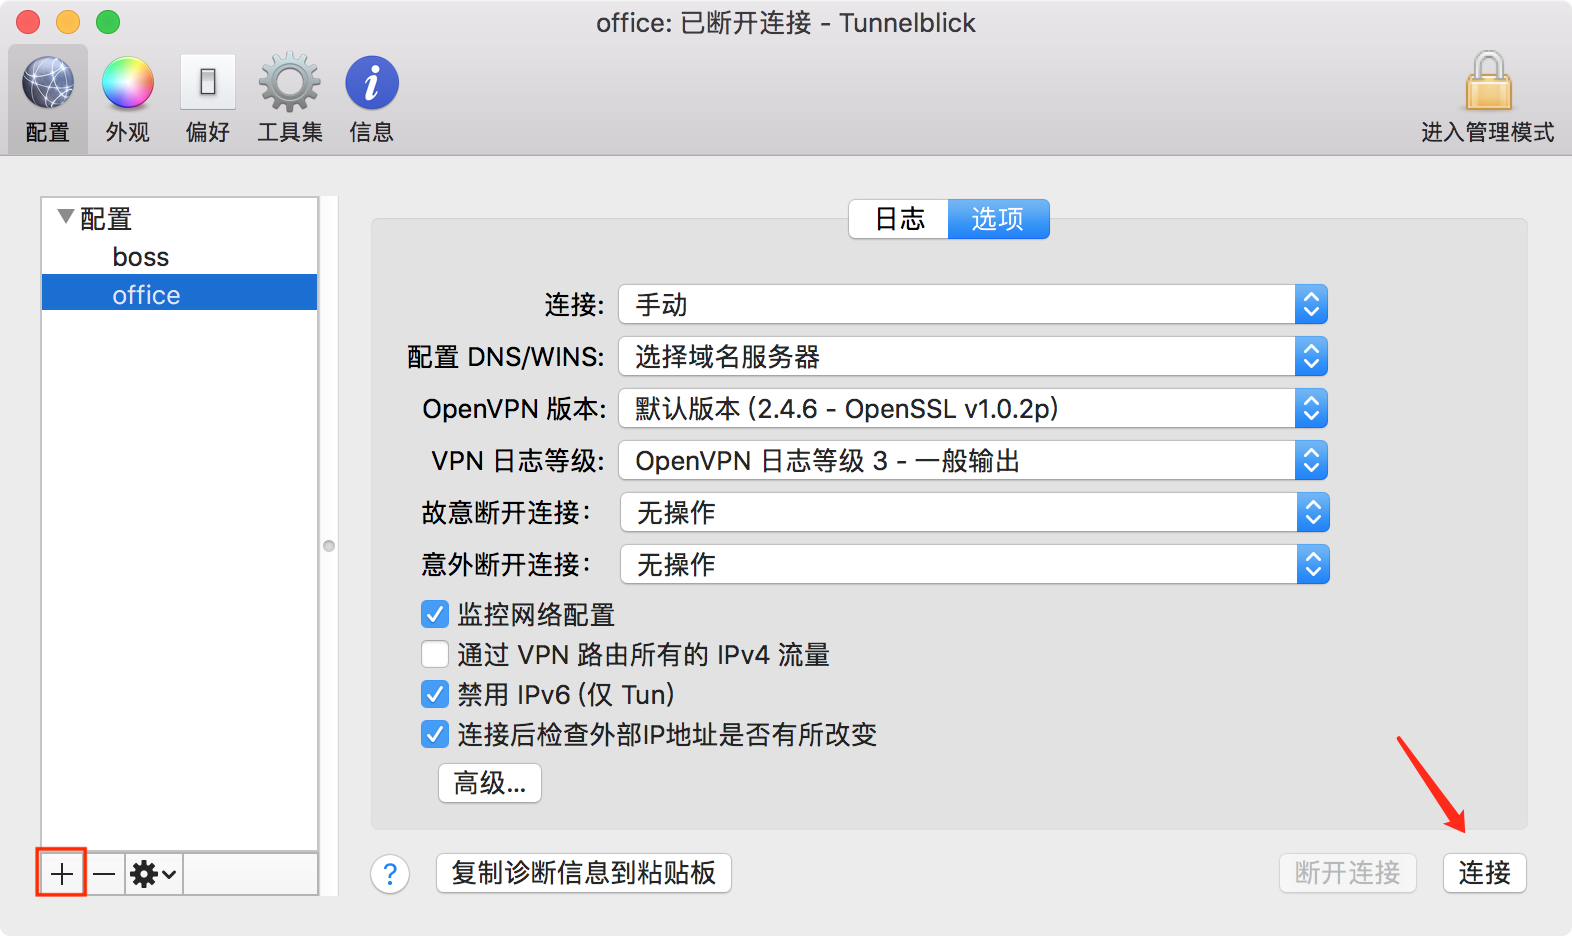 office: 已断开连接 - Tunnelblick
配置
外观
偏好
工具集
信息
进入管理模式
配置
boss
office
日志
选项
连接: 手动
配置 DNS/WINS: 选择域名服务器
OpenVPN 版本: 默认版本 (2.4.6 - OpenSSL v1.0.2p)
VPN 日志等级: OpenVPN 日志等级 3 - 一般输出
故意断开连接: 无操作
意外断开连接: 无操作
监控网络配置
通过 VPN 路由所有的 IPv4 流量
禁用 IPv6 (仅 Tun)
连接后检查外部IP地址是否有所改变
高级...
?
复制诊断信息到粘贴板
断开连接
连接